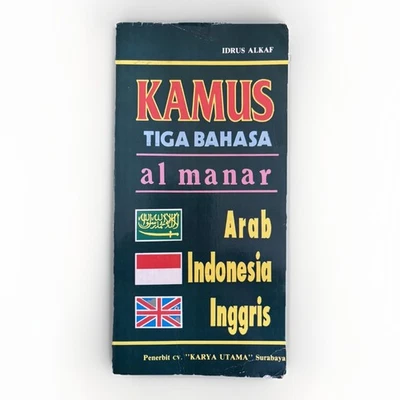 IDRUS ALKAF
KAMUS
TIGA BAHASA
al manar
Arab
Indonesia
Inggris
Penerbit cv. "KARYA UTAMA" Surabaya